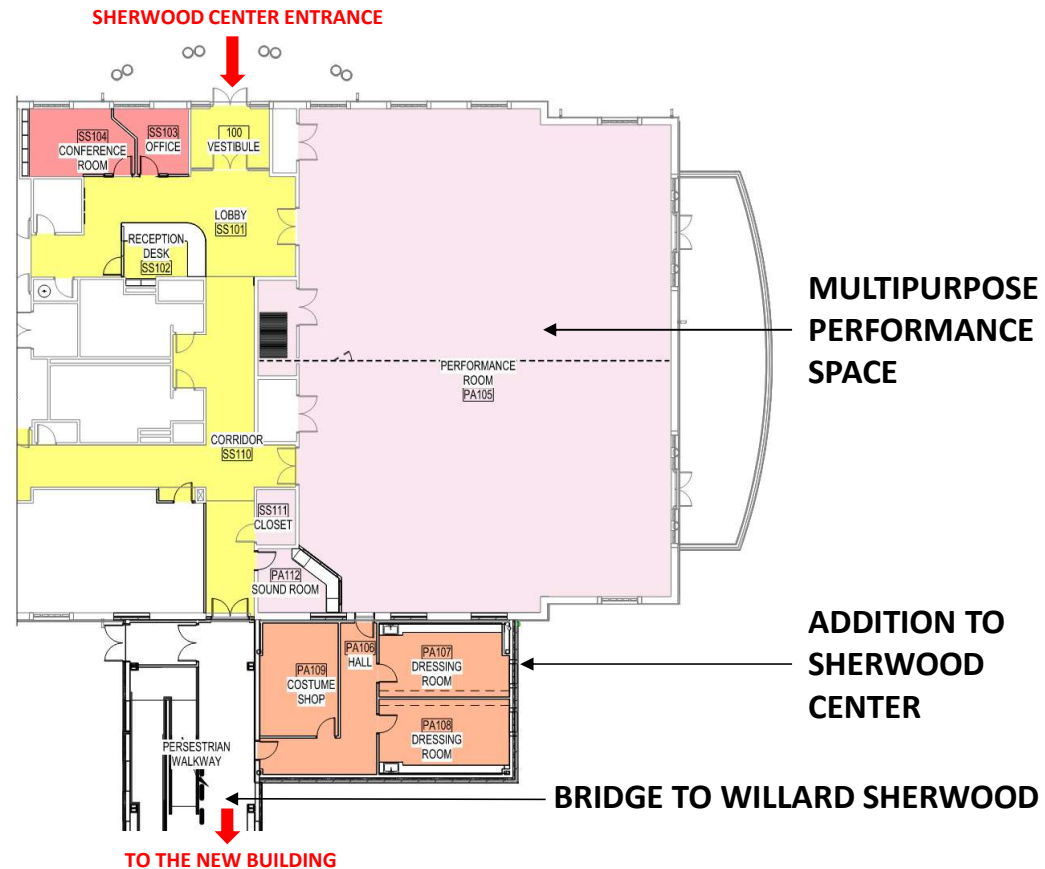 SHERWOOD CENTER ENTRANCE
SS104
CONFERENCE
ROOM
SS103
OFFICE
100
VESTIBULE
LOBBY
SS101
RECEPTION
DESK
SS102
MULTIPURPOSE
PERFORMANCE
SPACE
PERFORMANCE
ROOM
PA105
CORRIDOR
SS110
SS111
CLOSET
PA112
SOUND ROOM
ADDITION TO
SHERWOOD
CENTER
PA106
HALL
PA107
DRESSING
ROOM
PA109
COSTUME
SHOP
PA108
DRESSING
ROOM
PERSESTRIAN
WALKWAY
BRIDGE TO WILLARD SHERWOOD
TO THE NEW BUILDING